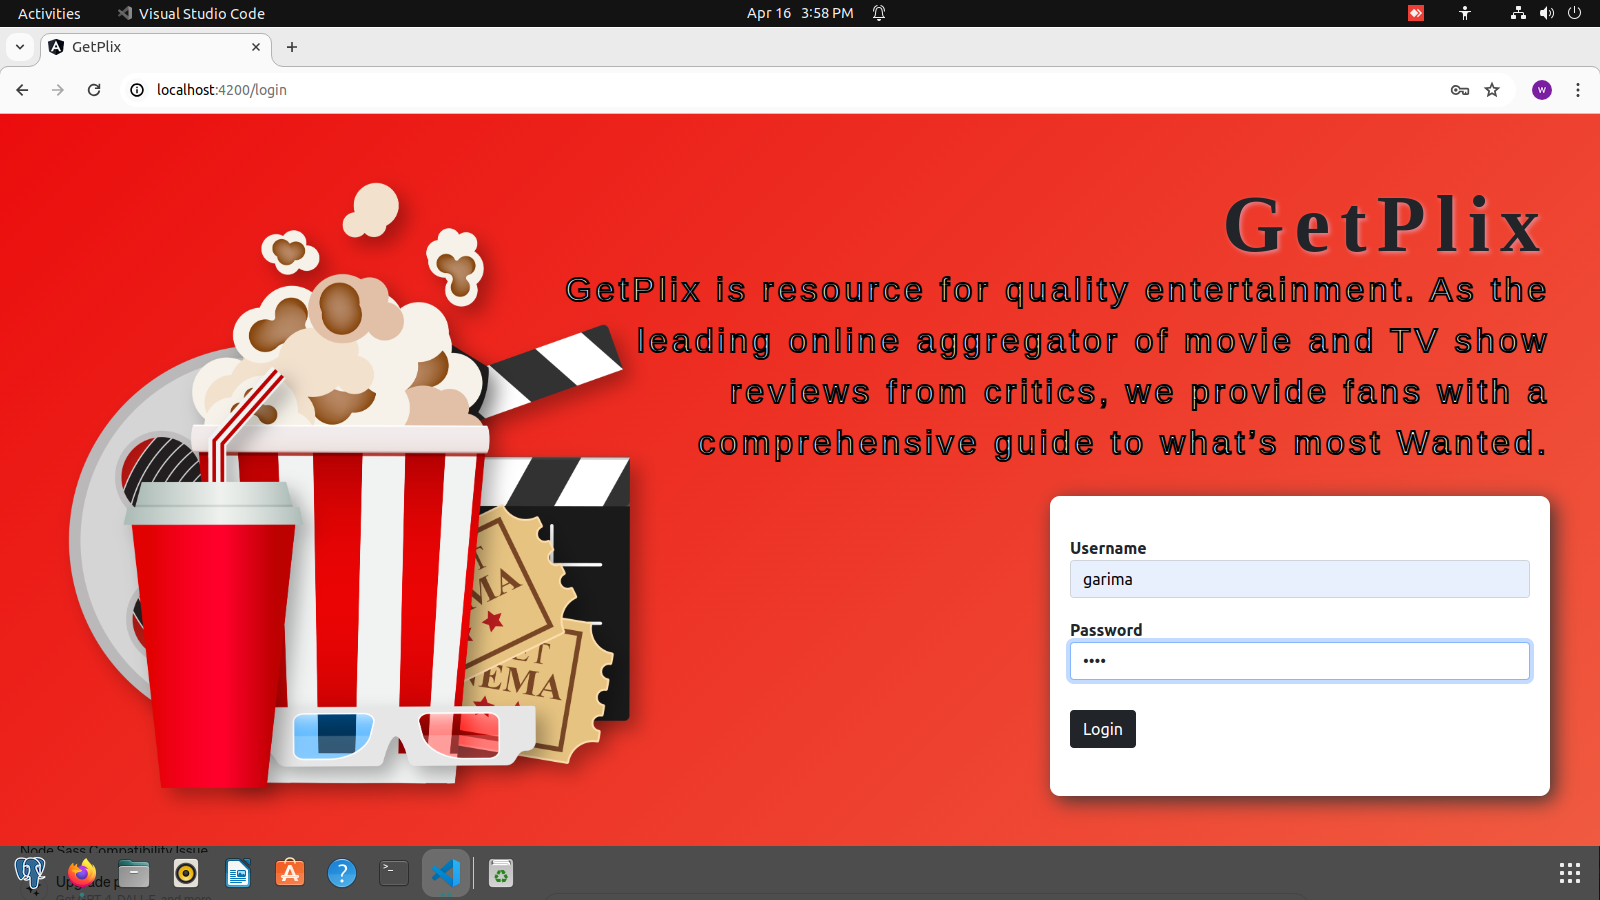 Activities
Visual Studio Code
Apr 16 3:58 PM
GetPlix
localhost:4200/login
W
GetPlix
GetPlix is resource for quality entertainment. As the
leading online aggregator of movie and TV show
reviews from critics, we provide fans with a
comprehensive guide to what’s most Wanted.
CINEMA
Username
garima
Password
••••
Login
Node Sass Compatibility Issue
Upgrade